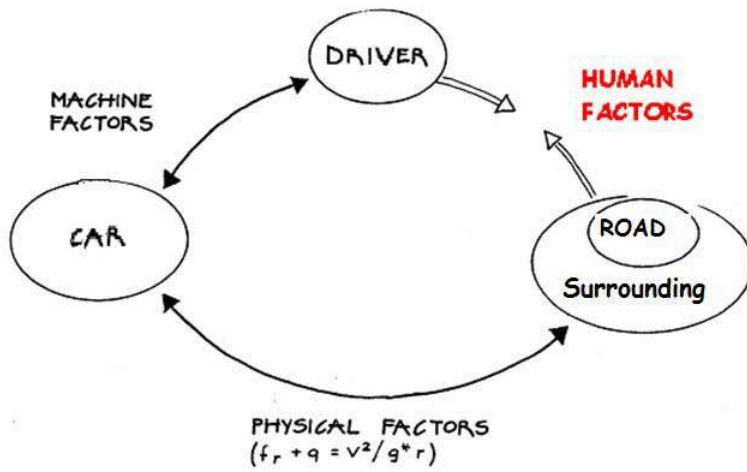 DRIVER
HUMAN
FACTORS
MACHINE
FACTORS
CAR
ROAD
Surrounding
PHYSICAL FACTORS
(fr + q = v²/g* r)